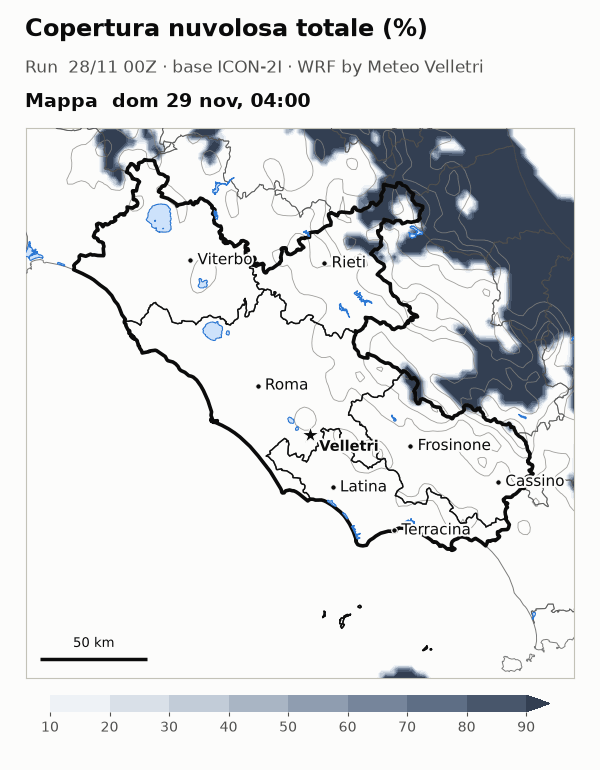 Copertura nuvolosa totale (%)
Run 28/11 00Z · base ICON-2I · WRF by Meteo Velletri
Mappa dom 29 nov, 04:00
Viterbo
Rieti
Roma
Velletri
Frosinone
Latina
Cassino
Terracina
50 km
10 20 30 40 50 60 70 80 90